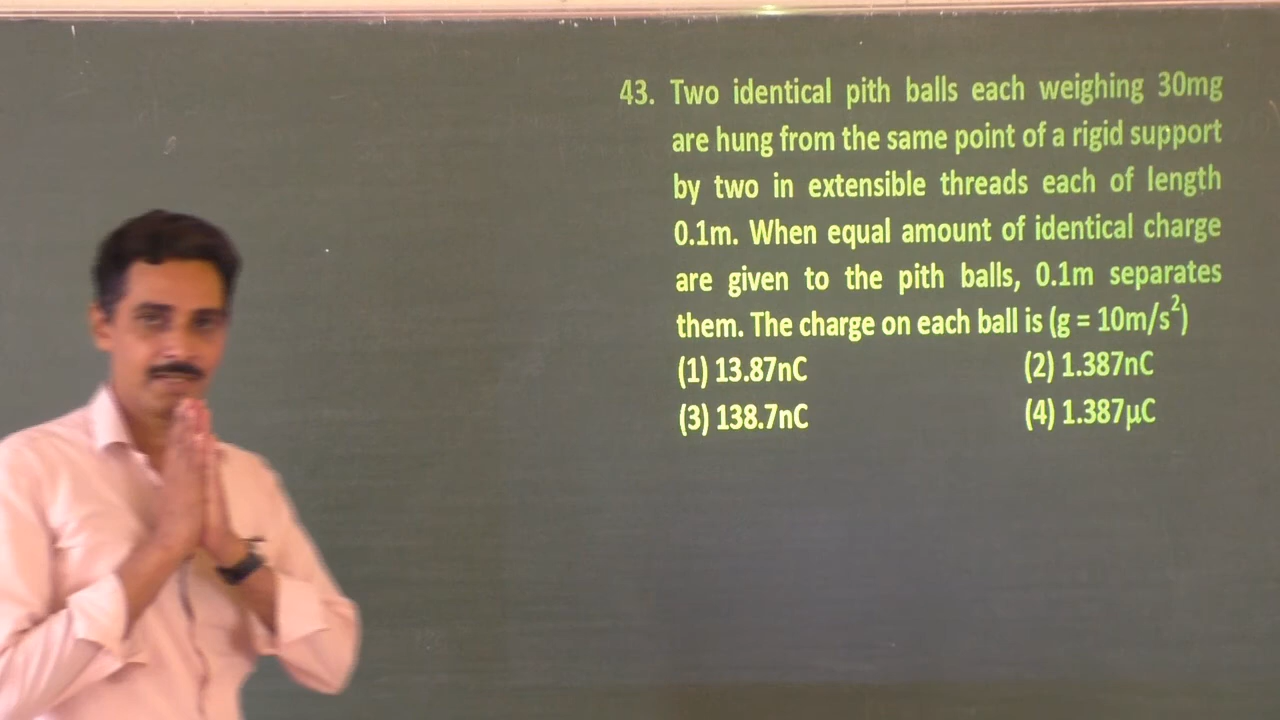 43. Two identical pith balls each weighing 30mg
are hung from the same point of a rigid support
by two in extensible threads each of length
0.1m. When equal amount of identical charge
are given to the pith balls, 0.1m separates
them. The charge on each ball is (g = 10m/s²)
(1) 13.87nC (2) 1.387nC
(3) 138.7nC (4) 1.387μC